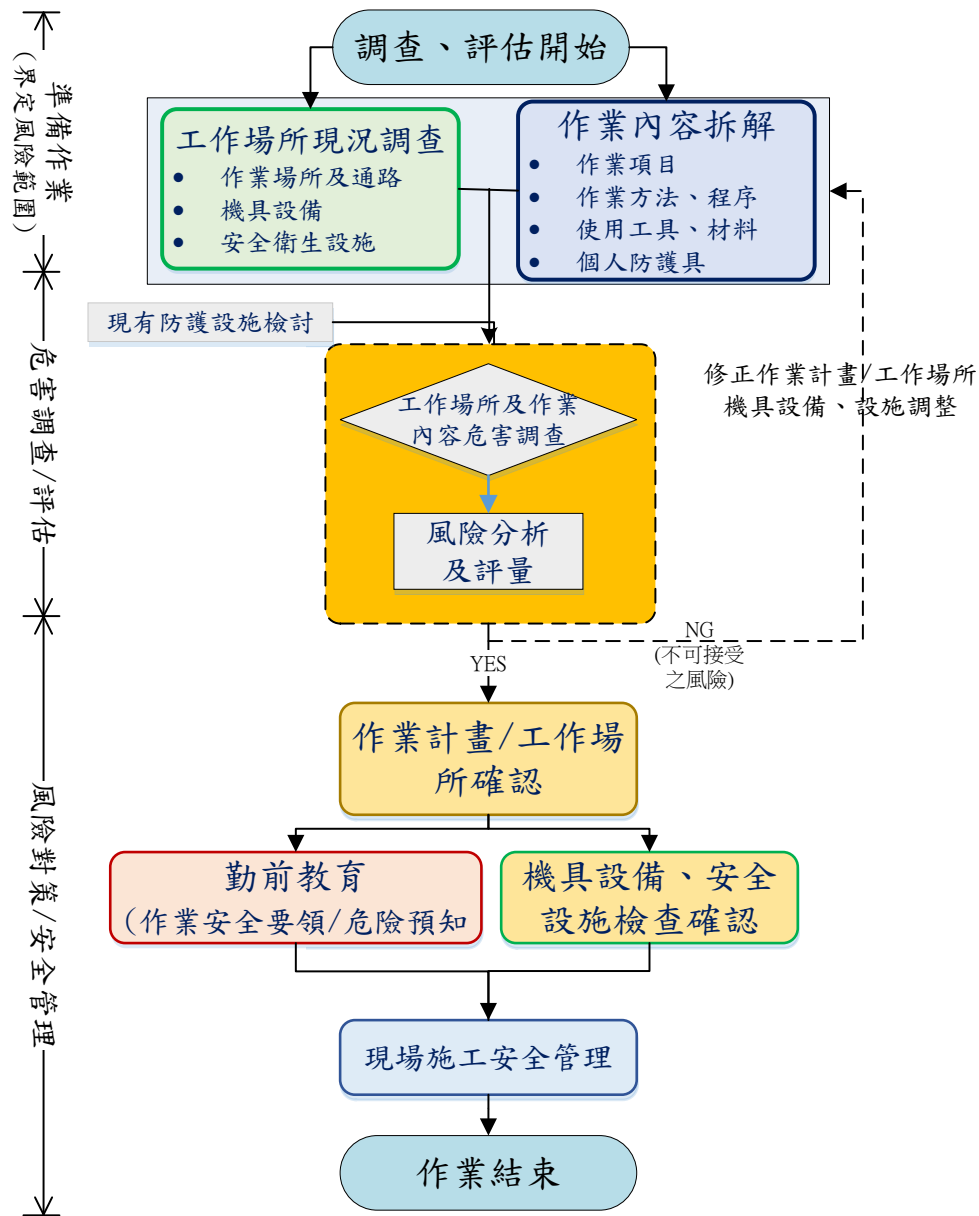 調查、評估開始
準備作業
(界定風險範圍)
工作場所現況調查
• 作業場所及通路
• 機具設備
• 安全衛生設施
作業內容拆解
• 作業項目
• 作業方法、程序
• 使用工具、材料
• 個人防護具
現有防護設施檢討
危害調查/評估
工作場所及作業
內容危害調查
風險分析
及評量
修正作業計畫/工作場所
機具設備、設施調整
NG
(不可接受
之風險)
YES
作業計畫/工作場
所確認
風險對策/安全管理
勤前教育
(作業安全要領/危險預知
機具設備、安全
設施檢查確認
現場施工安全管理
作業結束